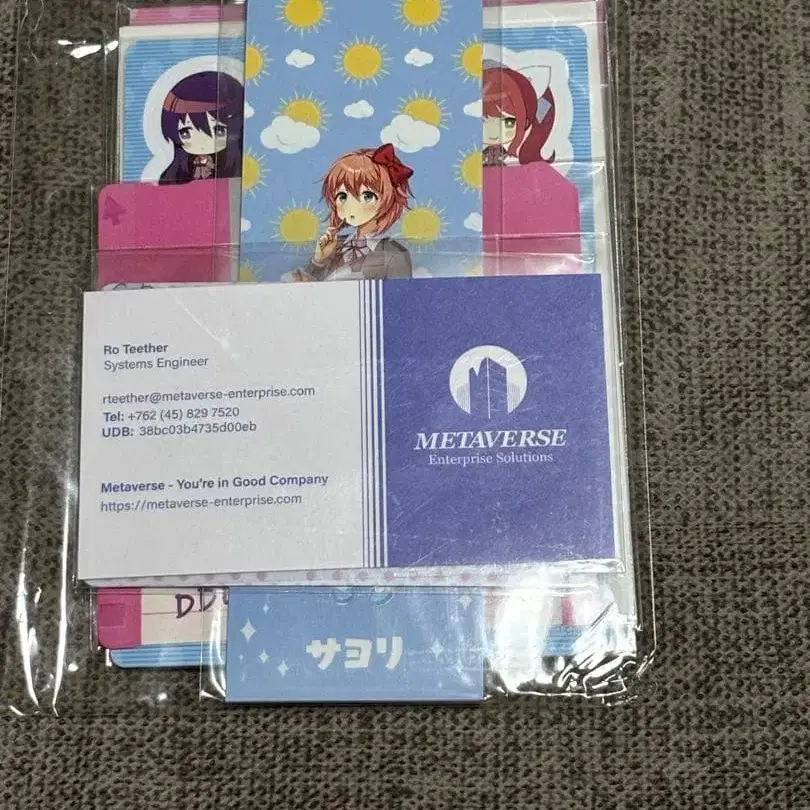 Ro Teether
Systems Engineer
rteether@metaverse-enterprise.com
Tel: +762 (45) 829 7520
UDB: 38bc03b4735d00eb
Metaverse - You're in Good Company
https://metaverse-enterprise.com
METAVERSE
Enterprise Solutions
サヨリ